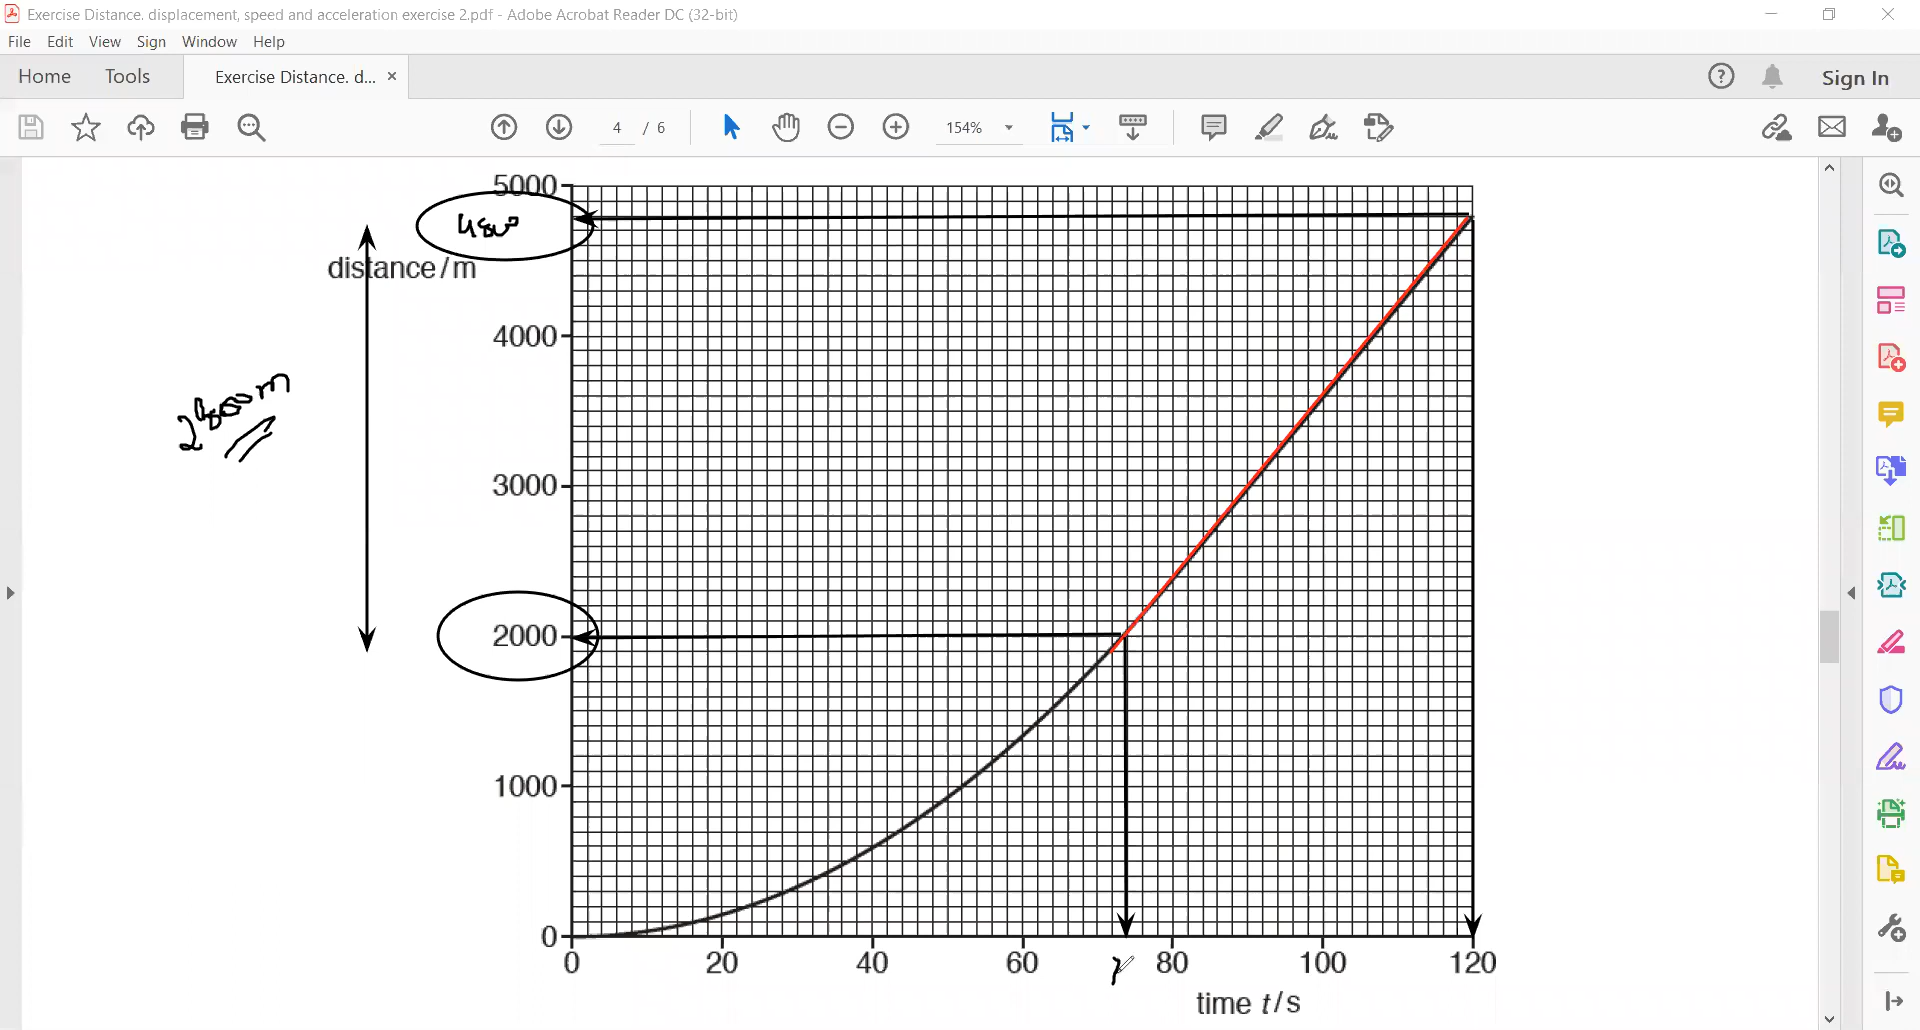 Exercise Distance. displacement, speed and acceleration exercise 2.pdf - Adobe Acrobat Reader DC (32-bit)
File Edit View Sign Window Help
Home Tools Exercise Distance. d... × Sign In
4 / 6 154%
5000
4800
distance/m
4000
2800m
3000
2000
1000
0
0 20 40 60 80 100 120
time t/s